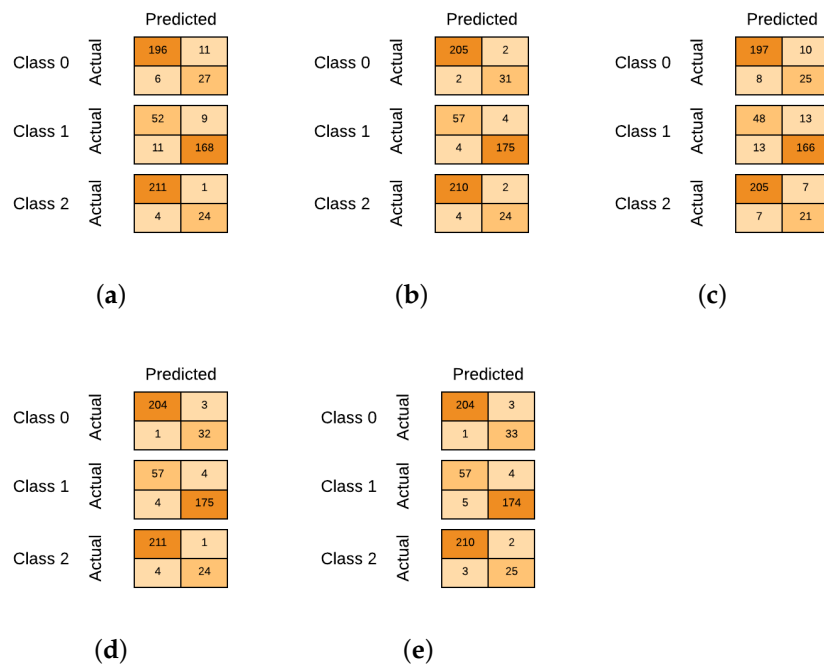 Predicted Predicted Predicted
Class 0 Actual 196 11 6 27 Class 0 Actual 205 2 2 31 Class 0 Actual 197 10 8 25
Class 1 Actual 52 9 11 168 Class 1 Actual 57 4 4 175 Class 1 Actual 48 13 13 166
Class 2 Actual 211 1 4 24 Class 2 Actual 210 2 4 24 Class 2 Actual 205 7 7 21
(a) (b) (c)
Predicted Predicted
Class 0 Actual 204 3 1 32 Class 0 Actual 204 3 1 33
Class 1 Actual 57 4 4 175 Class 1 Actual 57 4 5 174
Class 2 Actual 211 1 4 24 Class 2 Actual 210 2 3 25
(d) (e)